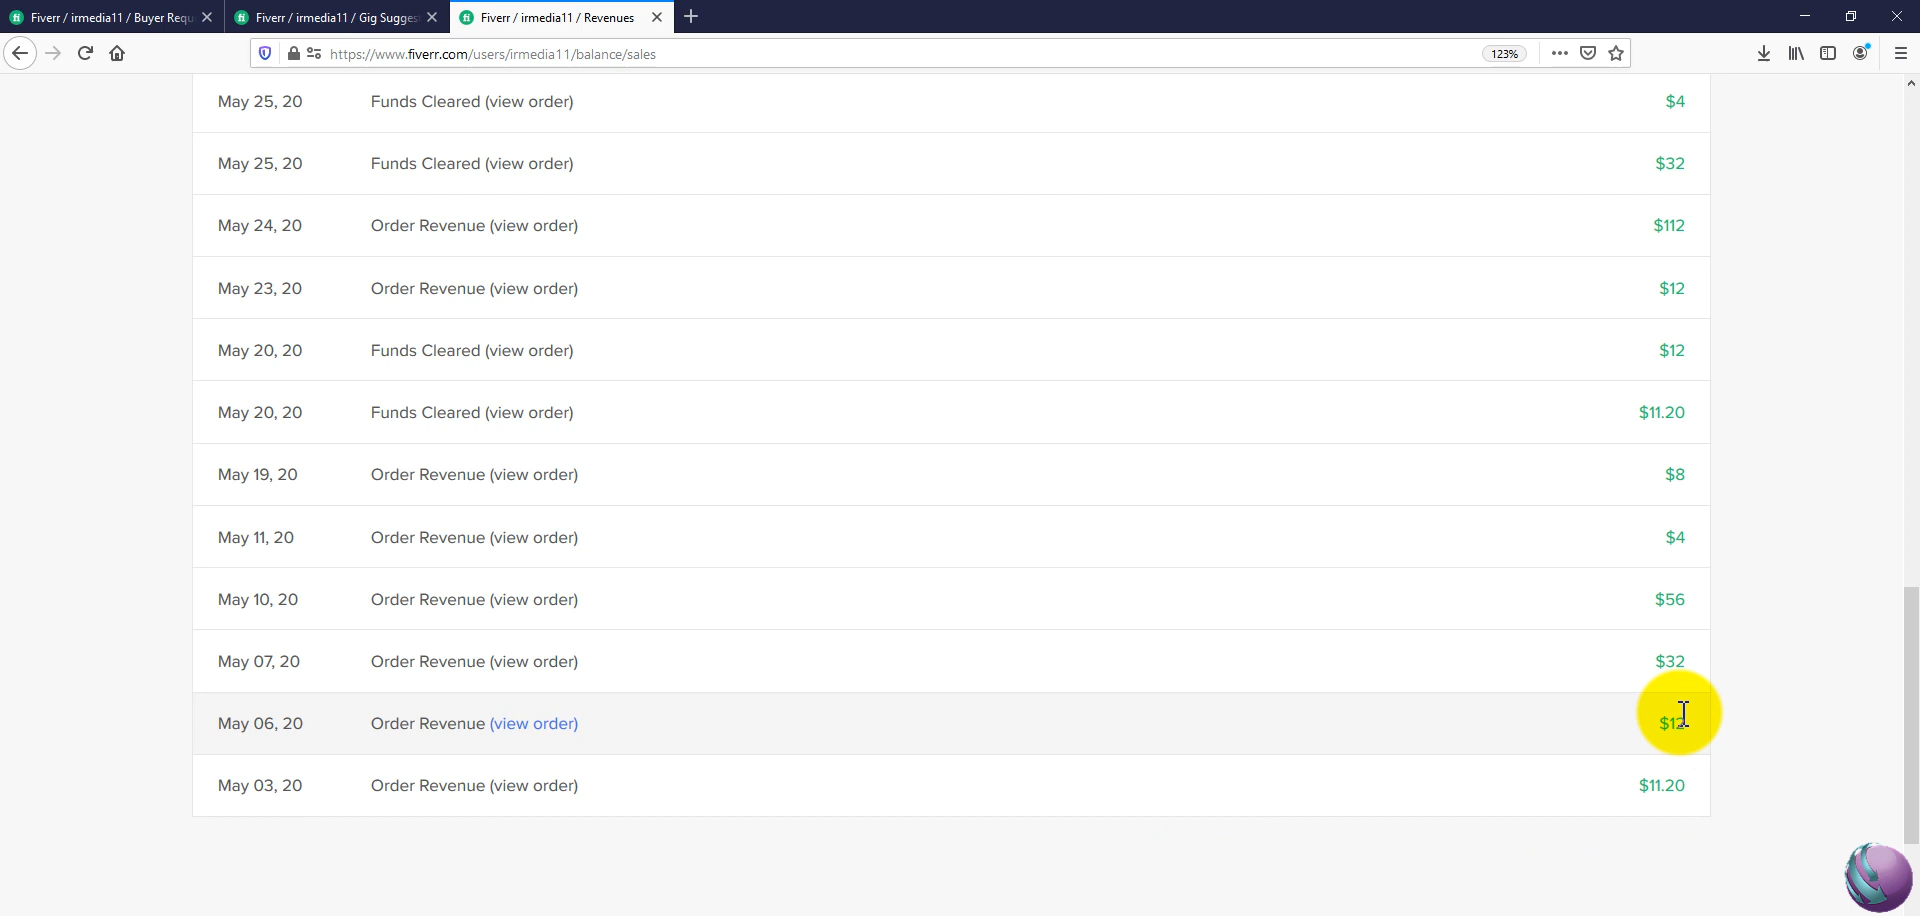 Fiverr / irmedia11 / Buyer Requ
Fiverr / irmedia11 / Gig Sugges
Fiverr / irmedia11 / Revenues
https://www.fiverr.com/users/irmedia11/balance/sales
123%
May 25, 20 Funds Cleared (view order) $4
May 25, 20 Funds Cleared (view order) $32
May 24, 20 Order Revenue (view order) $112
May 23, 20 Order Revenue (view order) $12
May 20, 20 Funds Cleared (view order) $12
May 20, 20 Funds Cleared (view order) $11.20
May 19, 20 Order Revenue (view order) $8
May 11, 20 Order Revenue (view order) $4
May 10, 20 Order Revenue (view order) $56
May 07, 20 Order Revenue (view order) $32
May 06, 20 Order Revenue (view order) $12
May 03, 20 Order Revenue (view order) $11.20